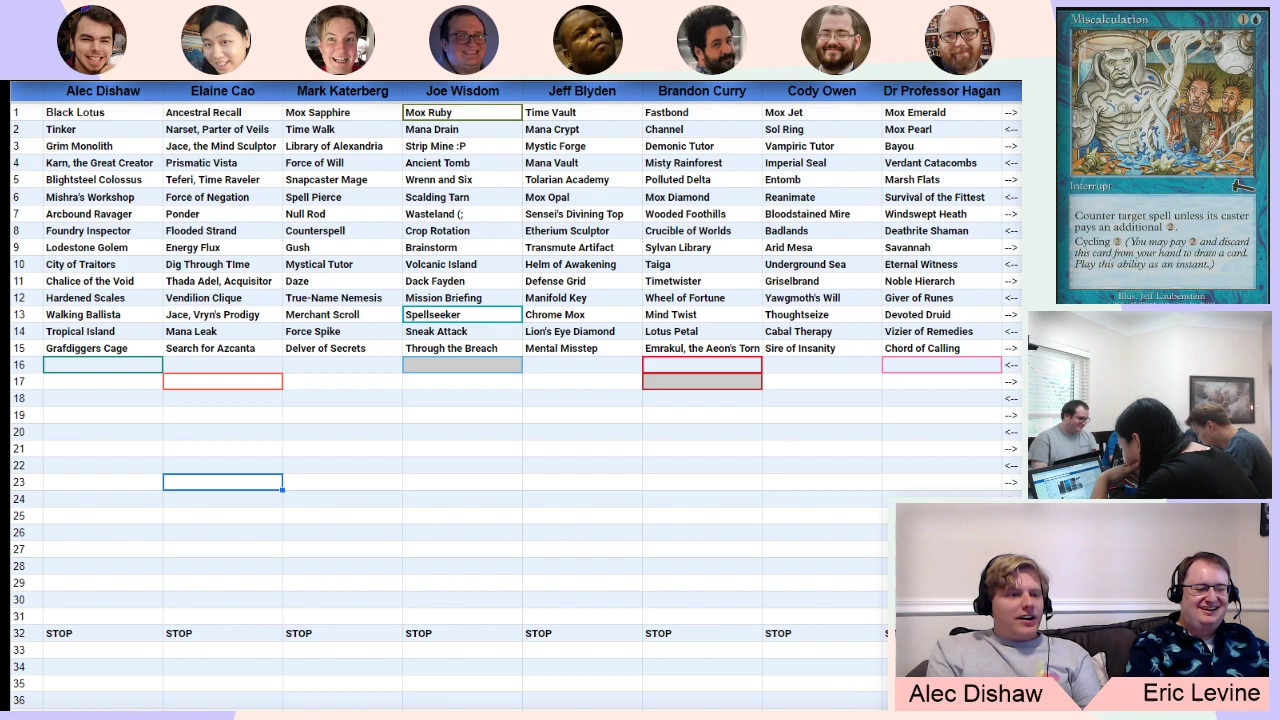 Alec Dishaw Elaine Cao Mark Katerberg Joe Wisdom Jeff Blyden Brandon Curry Cody Owen Dr Professor Hagan
1 Black Lotus Ancestral Recall Mox Sapphire Mox Ruby Time Vault Fastbond Mox Jet Mox Emerald -->
2 Tinker Narset, Parter of Veils Time Walk Mana Drain Mana Crypt Channel Sol Ring Mox Pearl <--
3 Grim Monolith Jace, the Mind Sculptor Library of Alexandria Strip Mine :P Mystic Forge Demonic Tutor Vampiric Tutor Bayou -->
4 Karn, the Great Creator Prismatic Vista Force of Will Ancient Tomb Mana Vault Misty Rainforest Imperial Seal Verdant Catacombs <--
5 Blightsteel Colossus Teferi, Time Raveler Snapcaster Mage Wrenn and Six Tolarian Academy Polluted Delta Entomb Marsh Flats -->
6 Mishra's Workshop Force of Negation Spell Pierce Scalding Tarn Mox Opal Mox Diamond Reanimate Survival of the Fittest <--
7 Arcbound Ravager Ponder Null Rod Wasteland (; Sensei's Divining Top Wooded Foothills Bloodstained Mire Windswept Heath -->
8 Foundry Inspector Flooded Strand Counterspell Crop Rotation Etherium Sculptor Crucible of Worlds Badlands Deathrite Shaman <--
9 Lodestone Golem Energy Flux Gush Brainstorm Transmute Artifact Sylvan Library Arid Mesa Savannah -->
10 City of Traitors Dig Through TIme Mystical Tutor Volcanic Island Helm of Awakening Taiga Underground Sea Eternal Witness <--
11 Chalice of the Void Thada Adel, Acquisitor Daze Dack Fayden Defense Grid Timetwister Griselbrand Noble Hierarch -->
12 Hardened Scales Vendilion Clique True-Name Nemesis Mission Briefing Manifold Key Wheel of Fortune Yawgmoth's Will Giver of Runes <--
13 Walking Ballista Jace, Vryn's Prodigy Merchant Scroll Spellseeker Chrome Mox Mind Twist Thoughtseize Devoted Druid -->
14 Tropical Island Mana Leak Force Spike Sneak Attack Lion's Eye Diamond Lotus Petal Cabal Therapy Vizier of Remedies <--
15 Grafdiggers Cage Search for Azcanta Delver of Secrets Through the Breach Mental Misstep Emrakul, the Aeon's Torn Sire of Insanity Chord of Calling -->
16 <--
17 -->
18 <--
19 -->
20 <--
21 -->
22 <--
23 -->
24
25
26
27
28
29
30
31
32 STOP STOP STOP STOP STOP STOP STOP
33
34
35
36
Miscalculation 1
Interrupt
Counter target spell unless its caster
pays an additional 2.
Cycling 2 (You may pay 2 and discard
this card from your hand to draw a card.
Play this ability as an instant.)
Illus. Jeff Laubenstein
Alec Dishaw
Eric Levine